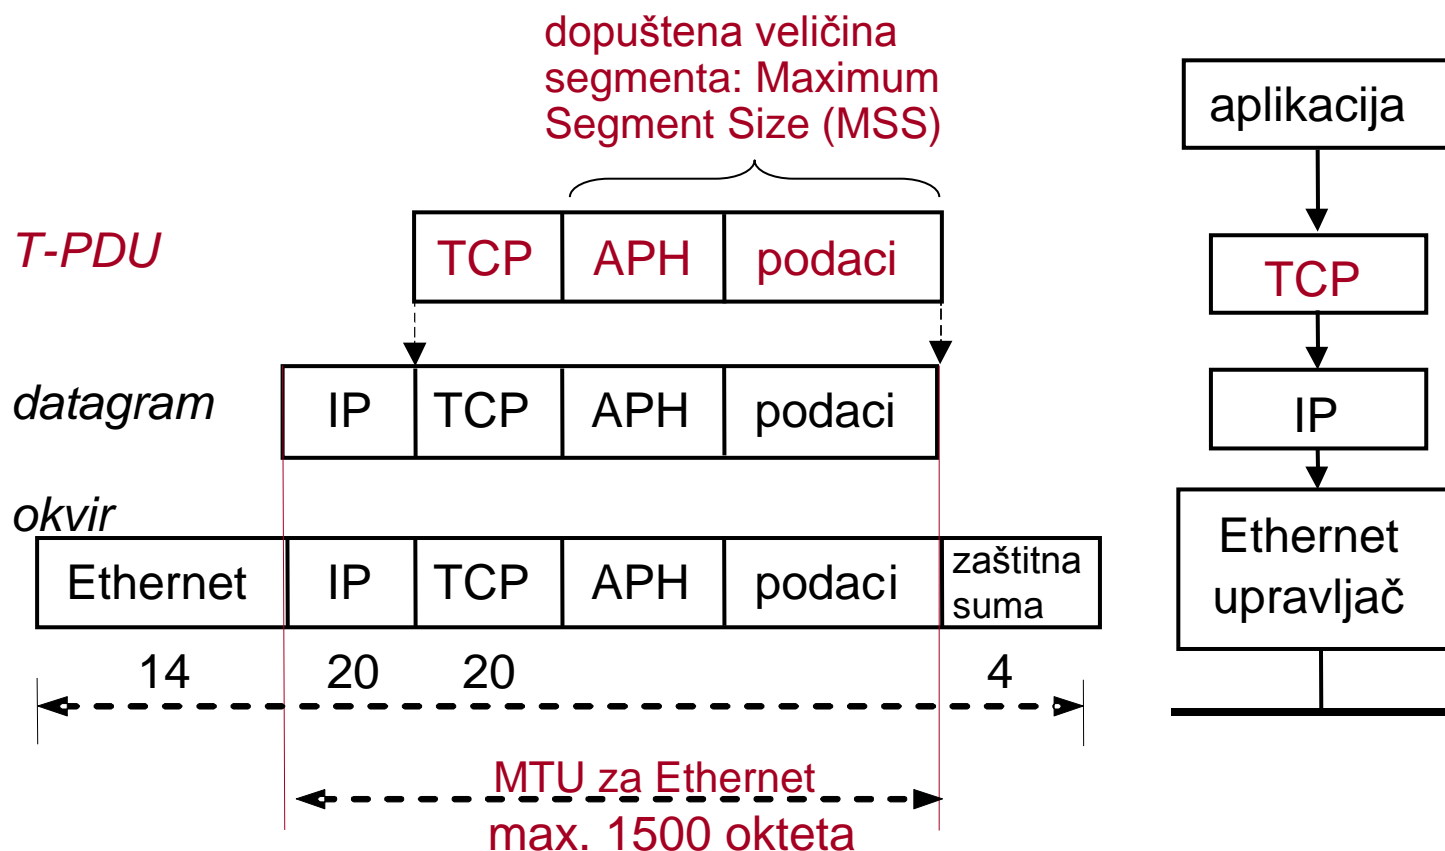 dopuštena veličina
segmenta: Maximum
Segment Size (MSS)
T-PDU
TCP APH podaci
datagram
IP TCP APH podaci
okvir
Ethernet IP TCP APH podaci zaštitna
suma
14 20 20 4
MTU za Ethernet
max. 1500 okteta
aplikacija
TCP
IP
Ethernet
upravljač